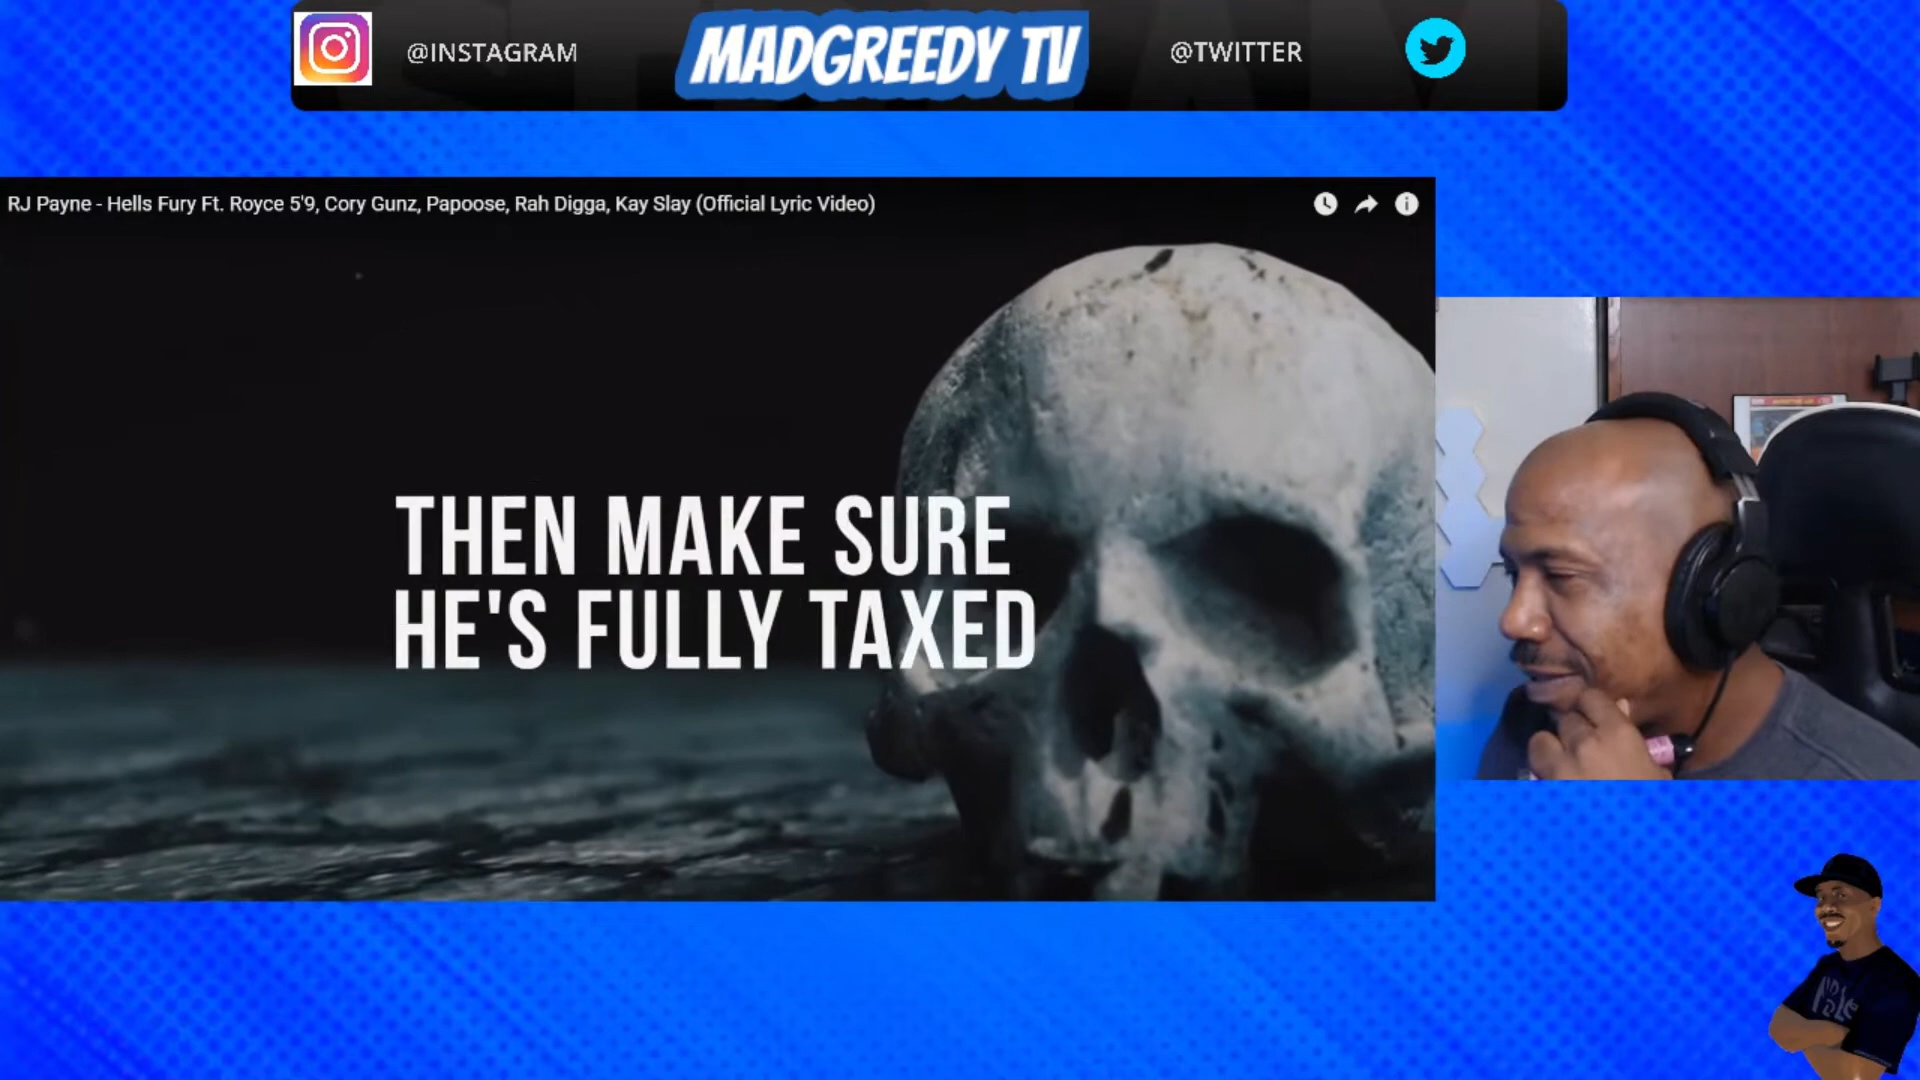 @INSTAGRAM
MADGREEDY TV
@TWITTER
RJ Payne - Hells Fury Ft. Royce 5'9, Cory Gunz, Papoose, Rah Digga, Kay Slay (Official Lyric Video)
THEN MAKE SURE
HE'S FULLY TAXED